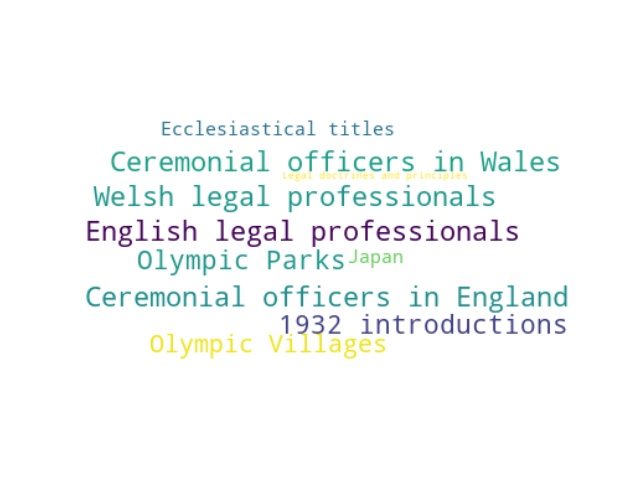 Ecclesiastical titles
Ceremonial officers in Wales
Legal doctrines and principles
Welsh legal professionals
English legal professionals
Olympic Parks
Japan
Ceremonial officers in England
1932 introductions
Olympic Villages